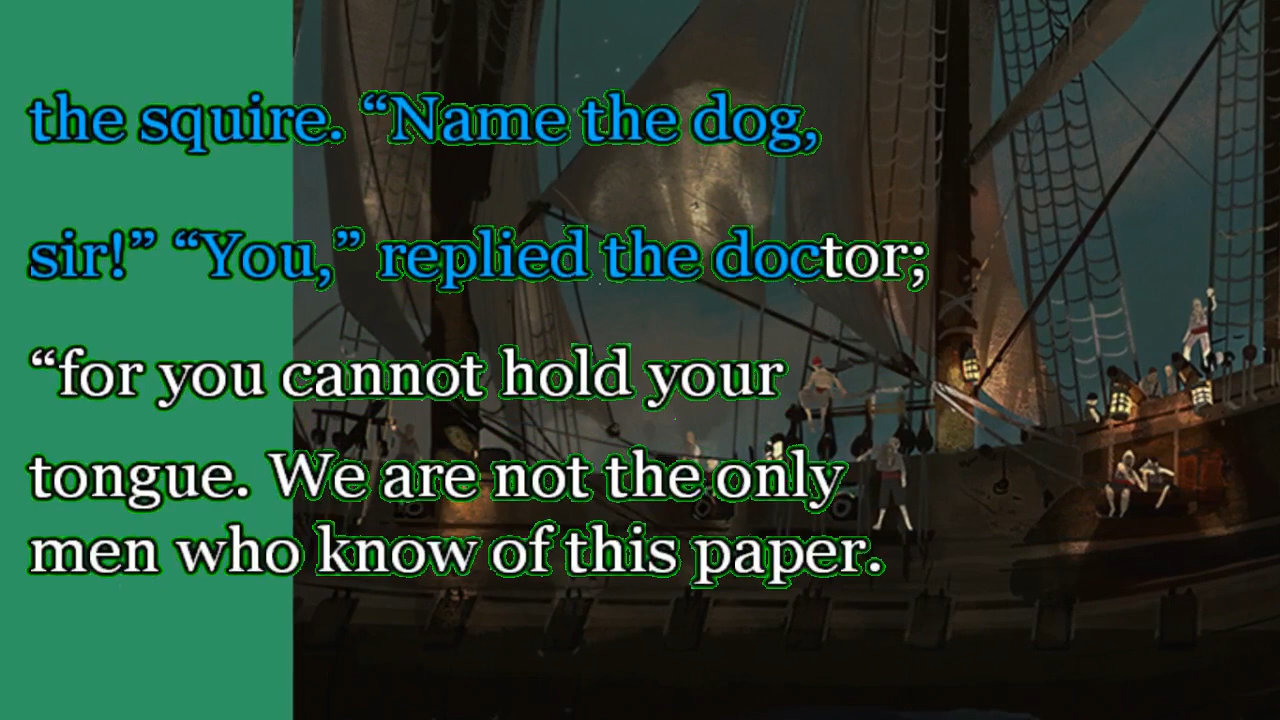 the squire. “Name the dog,
sir!” “You,” replied the doctor;
“for you cannot hold your
tongue. We are not the only
men who know of this paper.